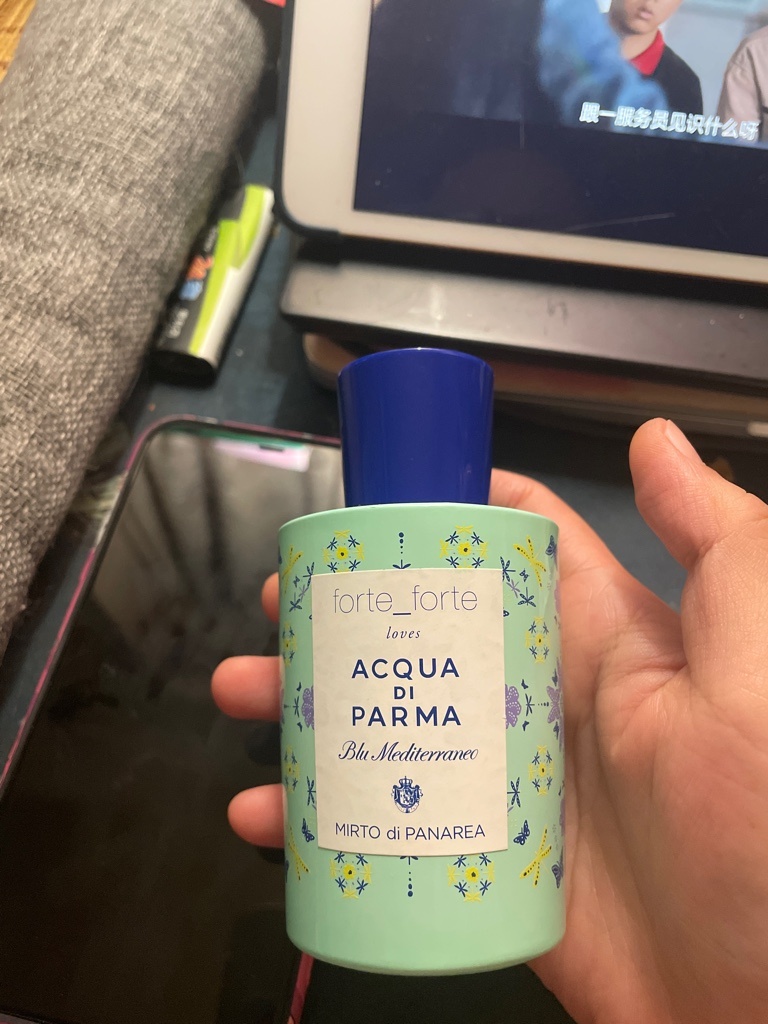 跟一服务员见识什么呀
forte_forte
loves
ACQUA
DI
PARMA
Blu Mediterraneo
MIRTO di PANAREA